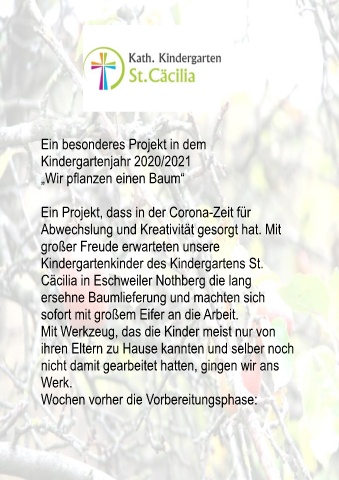 Kath. Kindergarten
St.Cäcilia
Ein besonderes Projekt in dem
Kindergartenjahr 2020/2021
„Wir pflanzen einen Baum“
Ein Projekt, dass in der Corona-Zeit für
Abwechslung und Kreativität gesorgt hat. Mit
großer Freude erwarteten unsere
Kindergartenkinder des Kindergartens St.
Cäcilia in Eschweiler Nothberg die lang
ersehne Baumlieferung und machten sich
sofort mit großem Eifer an die Arbeit.
Mit Werkzeug, das die Kinder meist nur von
ihren Eltern zu Hause kannten und selber noch
nicht damit gearbeitet hatten, gingen wir ans
Werk.
Wochen vorher die Vorbereitungsphase: